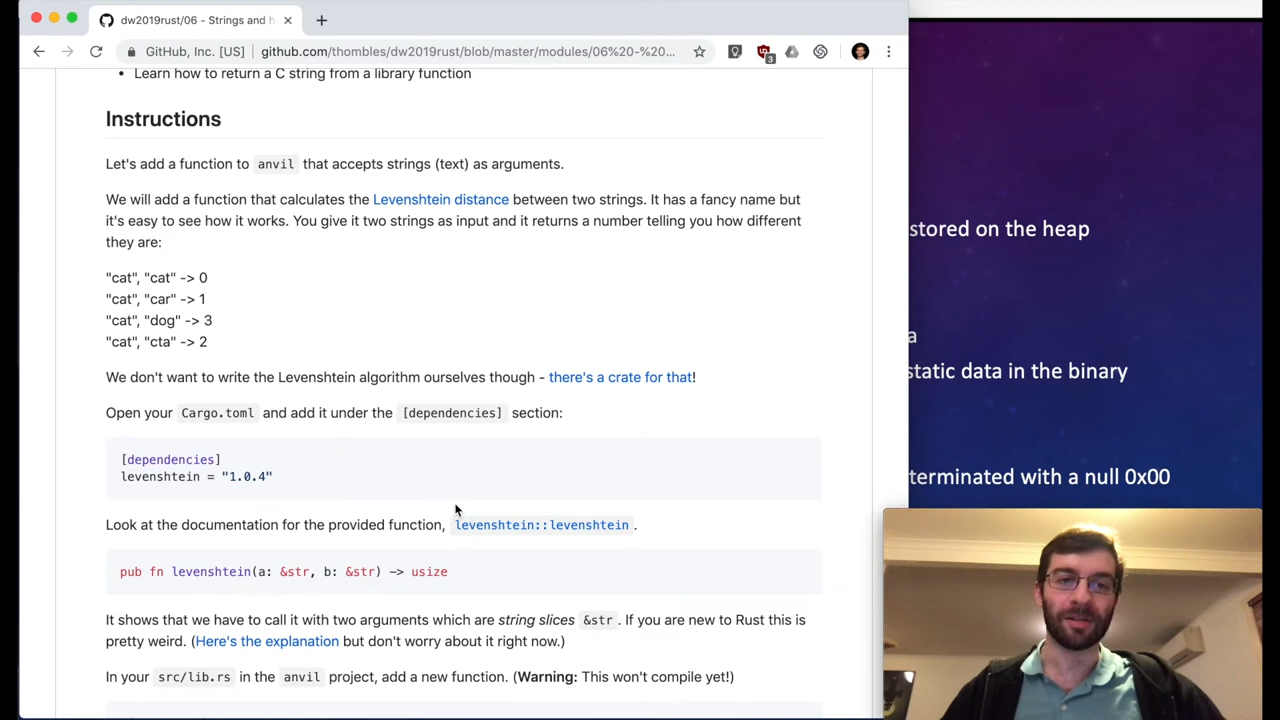 dw2019rust/06 - Strings and h
GitHub, Inc. [US] | github.com/thombles/dw2019rust/blob/master/modules/06%20-%20...
3
• Learn how to return a C string from a library function
Instructions
Let's add a function to anvil that accepts strings (text) as arguments.
We will add a function that calculates the Levenshtein distance between two strings. It has a fancy name but
it's easy to see how it works. You give it two strings as input and it returns a number telling you how different
they are:
"cat", "cat" -> 0
"cat", "car" -> 1
"cat", "dog" -> 3
"cat", "cta" -> 2
We don't want to write the Levenshtein algorithm ourselves though - there's a crate for that!
Open your Cargo.toml and add it under the [dependencies] section:
[dependencies]
levenshtein = "1.0.4"
Look at the documentation for the provided function, levenshtein::levenshtein.
pub fn levenshtein(a: &str, b: &str) -> usize
It shows that we have to call it with two arguments which are string slices &str. If you are new to Rust this is
pretty weird. (Here's the explanation but don't worry about it right now.)
In your src/lib.rs in the anvil project, add a new function. (Warning: This won't compile yet!)
stored on the heap
a
static data in the binary
terminated with a null 0x00